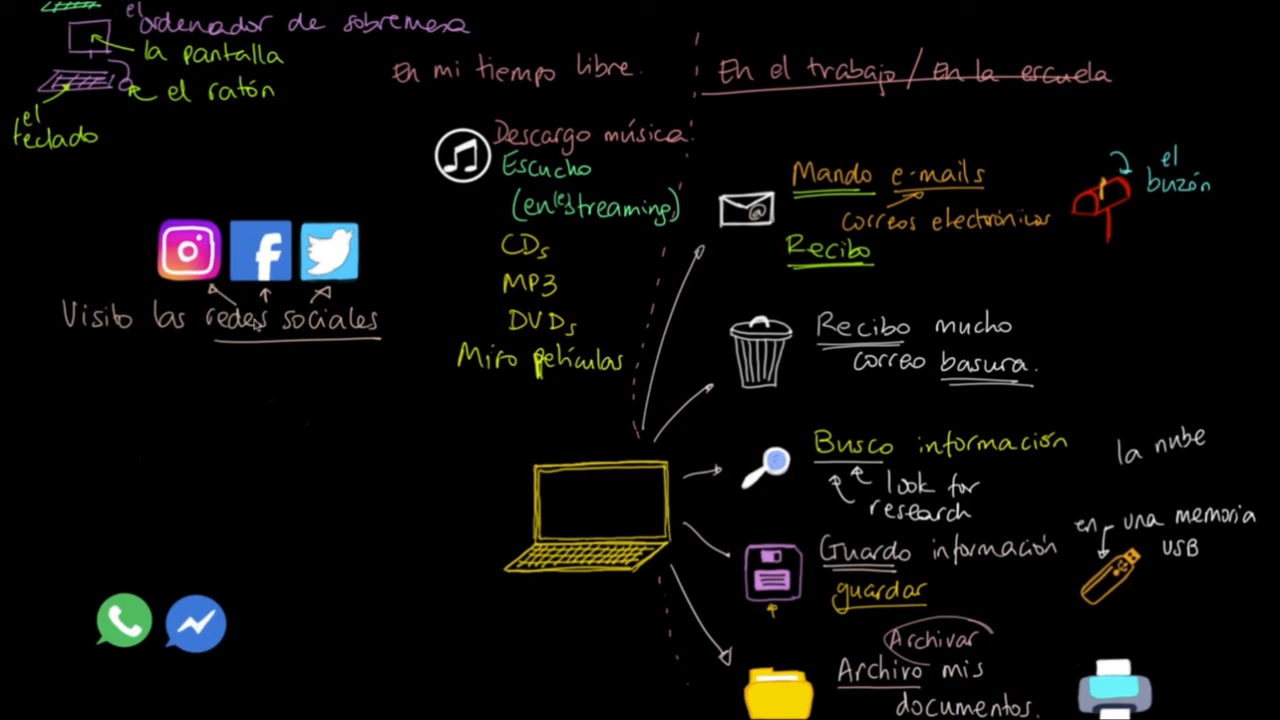 el
ordenador de sobremesa
la pantalla
el ratón
el
teclado
En mi tiempo libre.
En el trabajo / En la escuela
Descargo música
Escucho
(en streaming)
CDs
MP3
DVDs
Miro películas
Visito las redes sociales
Mando e-mails
correos electrónicos
Recibo
el
buzón
Recibo mucho
correo basura.
Busco información
look for
research
la nube
Guardo información
guardar
en una memoria
USB
Archivar
Archivo mis
documentos.